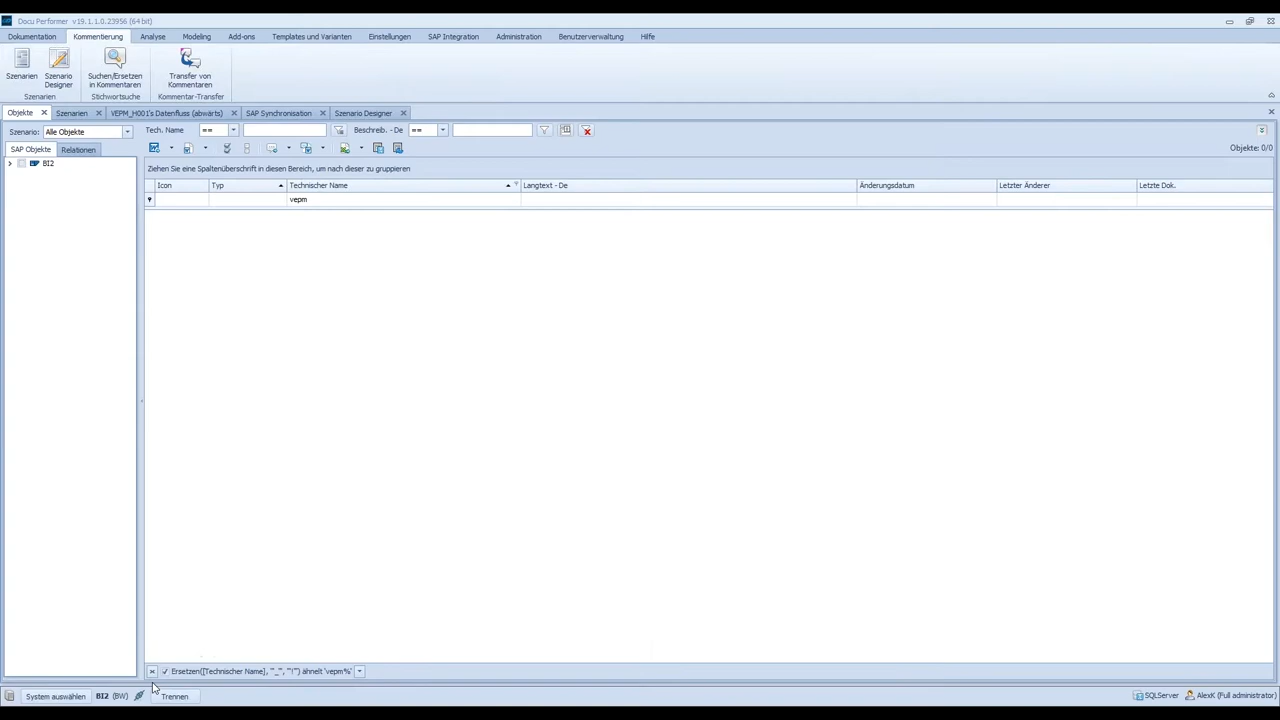 Docu Performer v19.1.1.0.23956 (64 bit)
Dokumentation Kommentierung Analyse Modeling Add-ons Templates und Varianten Einstellungen SAP Integration Administration Benutzerverwaltung Hilfe
Szenarien
Szenario Designer
Suchen/Ersetzen in Kommentaren
Transfer von Kommentaren
Szenarien Stichwortsuche Kommentar-Transfer
Objekte Szenarien VEPM_H001's Datenfluss (abwärts) SAP Synchronisation Szenario Designer
Szenario: Alle Objekte Tech. Name == Beschreib. - De ==
SAP Objekte Relationen Objekte: 0/0
BI2
Ziehen Sie eine Spaltenüberschrift in diesen Bereich, um nach dieser zu gruppieren
Icon Typ Technischer Name Langtext - De Änderungsdatum Letzter Änderer Letzte Dok.
vepm
Ersetzen([Technischer Name], '"_"', '"!"') ähnelt 'vepm%'
System auswählen BI2 (BW) Trennen SQLServer AlexK (Full administrator)